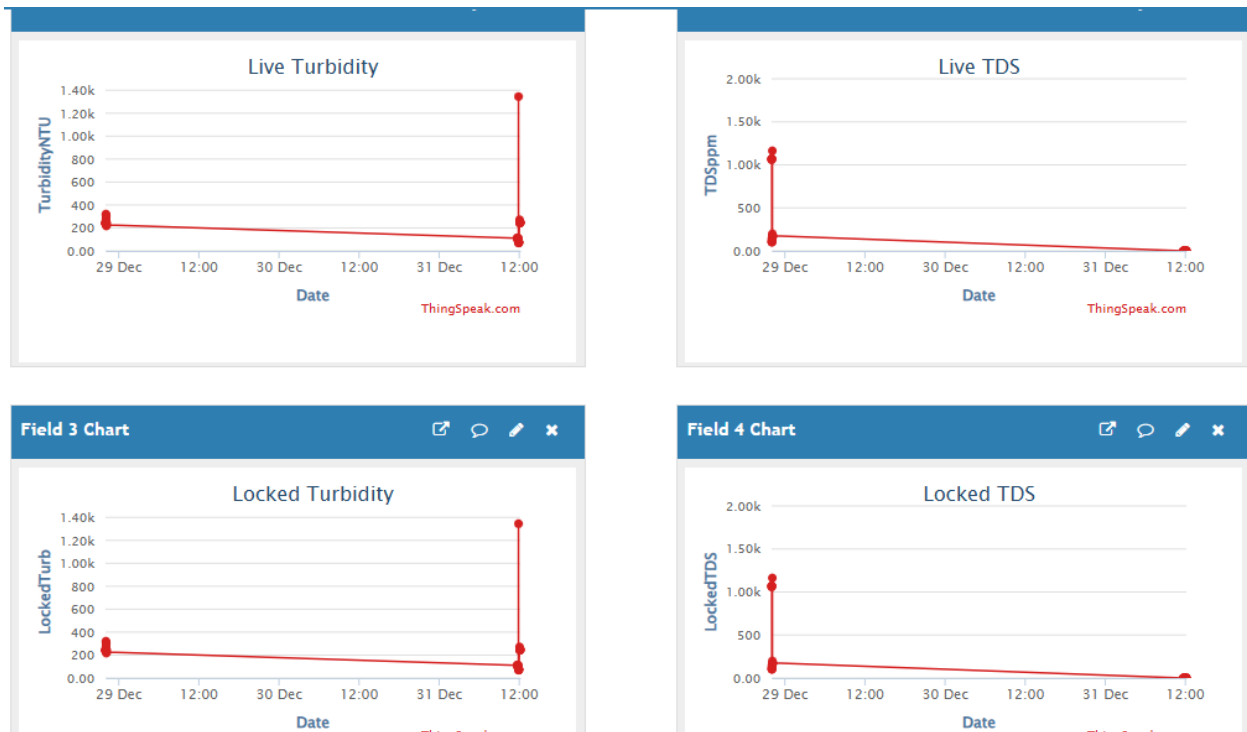 Live Turbidity
1.40k
1.20k
1.00k
800
600
400
200
0.00
TurbidityNTU
29 Dec 12:00 30 Dec 12:00 31 Dec 12:00
Date
ThingSpeak.com
Live TDS
2.00k
1.50k
1.00k
500
0.00
TDSppm
29 Dec 12:00 30 Dec 12:00 31 Dec 12:00
Date
ThingSpeak.com
Field 3 Chart
Locked Turbidity
1.40k
1.20k
1.00k
800
600
400
200
0.00
LockedTurb
29 Dec 12:00 30 Dec 12:00 31 Dec 12:00
Date
Field 4 Chart
Locked TDS
2.00k
1.50k
1.00k
500
0.00
LockedTDS
29 Dec 12:00 30 Dec 12:00 31 Dec 12:00
Date